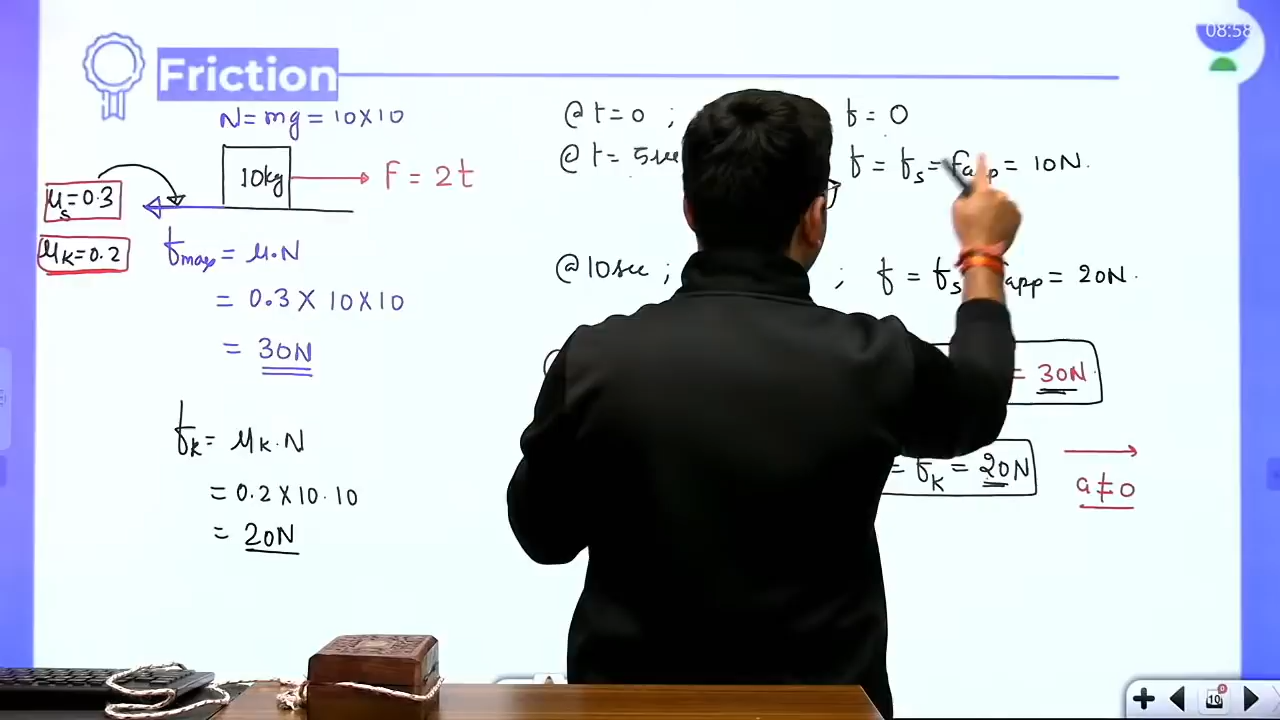 08:58
Friction
N = mg = 10×10
10kg
F = 2t
μs = 0.3
μK = 0.2
fmax = μ.N
= 0.3 × 10 × 10
= 30N
fK = μK.N
= 0.2 × 10.10
= 20N
@ t = 0 ; f = 0
@ t = 5sec f = fs = Fapp = 10N.
@ 10sec ; ; f = fs app = 20N.
= 30N.
= fK = 20N
a ≠ 0
10